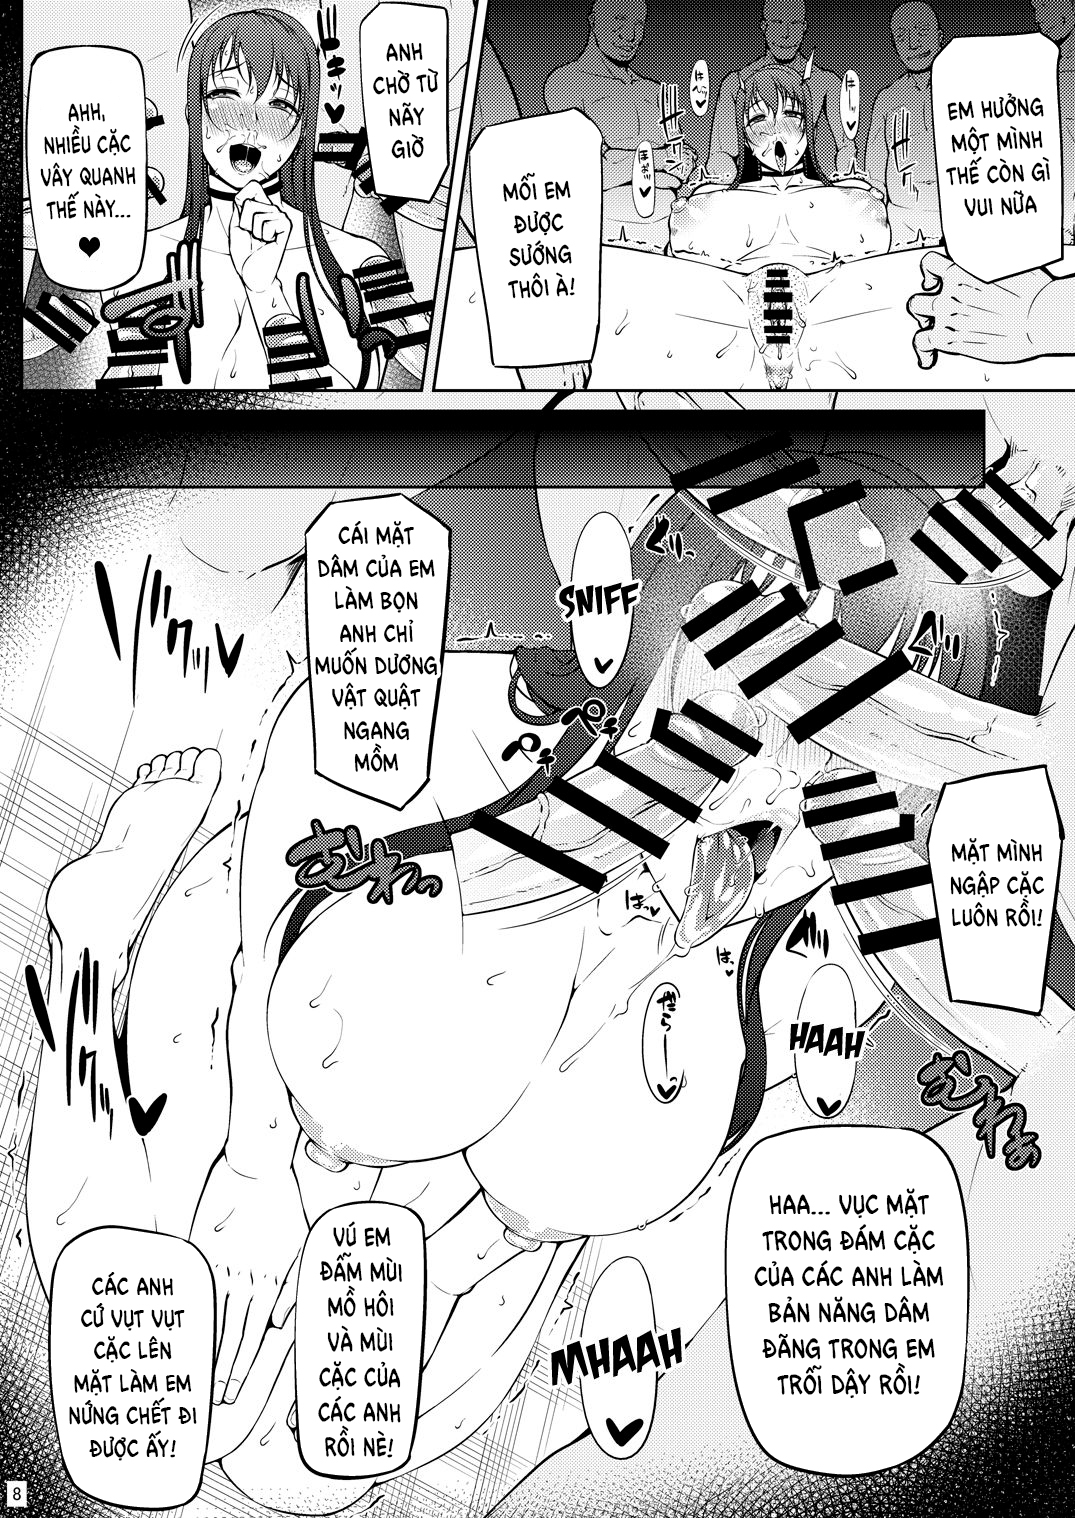 EM HƯỞNG
MỘT MÌNH
THẾ CÒN GÌ
VUI NỮA
MỖI EM
ĐƯỢC
SƯỚNG
THÔI À!
ANH
CHỜ TỪ
NÃY
GIỜ
AHH,
NHIỀU CẶC
VÂY QUANH
THẾ NÀY...
CÁI MẶT
DÂM CỦA EM
LÀM BỌN
ANH CHỈ
MUỐN DƯƠNG
VẬT QUẬT
NGANG
MỒM
SNIFF
MẶT MÌNH
NGẬP CẶC
LUÔN RỒI!
HAAH
HAA... VỤC MẶT
TRONG ĐÁM CẶC
CỦA CÁC ANH LÀM
BẢN NĂNG DÂM
ĐÃNG TRONG EM
TRỖI DẬY RỒI!
MHAAH
VÚ EM
ĐẪM MÙI
MỒ HÔI
VÀ MÙI
CẶC CỦA
CÁC ANH
RỒI NÈ!
CÁC ANH
CỨ VỤT VỤT
CẶC LÊN
MẶT LÀM EM
NỨNG CHẾT ĐI
ĐƯỢC ẤY!
8